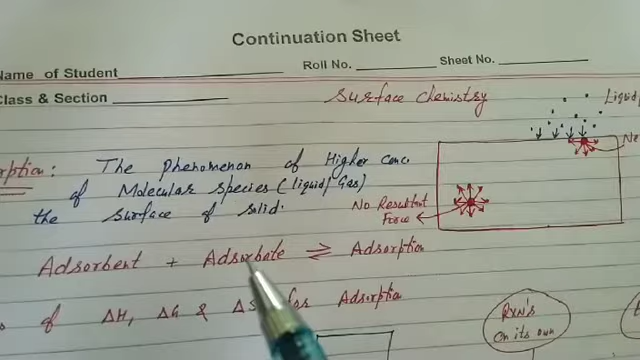 Continuation Sheet
Name of Student
Roll No.
Sheet No.
Class & Section
Surface Chemistry
Liquid
The Phenomenon of Higher conc
of Molecular species (liquid/Gas)
the surface of solid.
No Resultant
Force
Adsorbent + Adsorbate ⇌ Adsorption
of ΔH, ΔG & ΔS for Adsorption
Rxn's
On its own